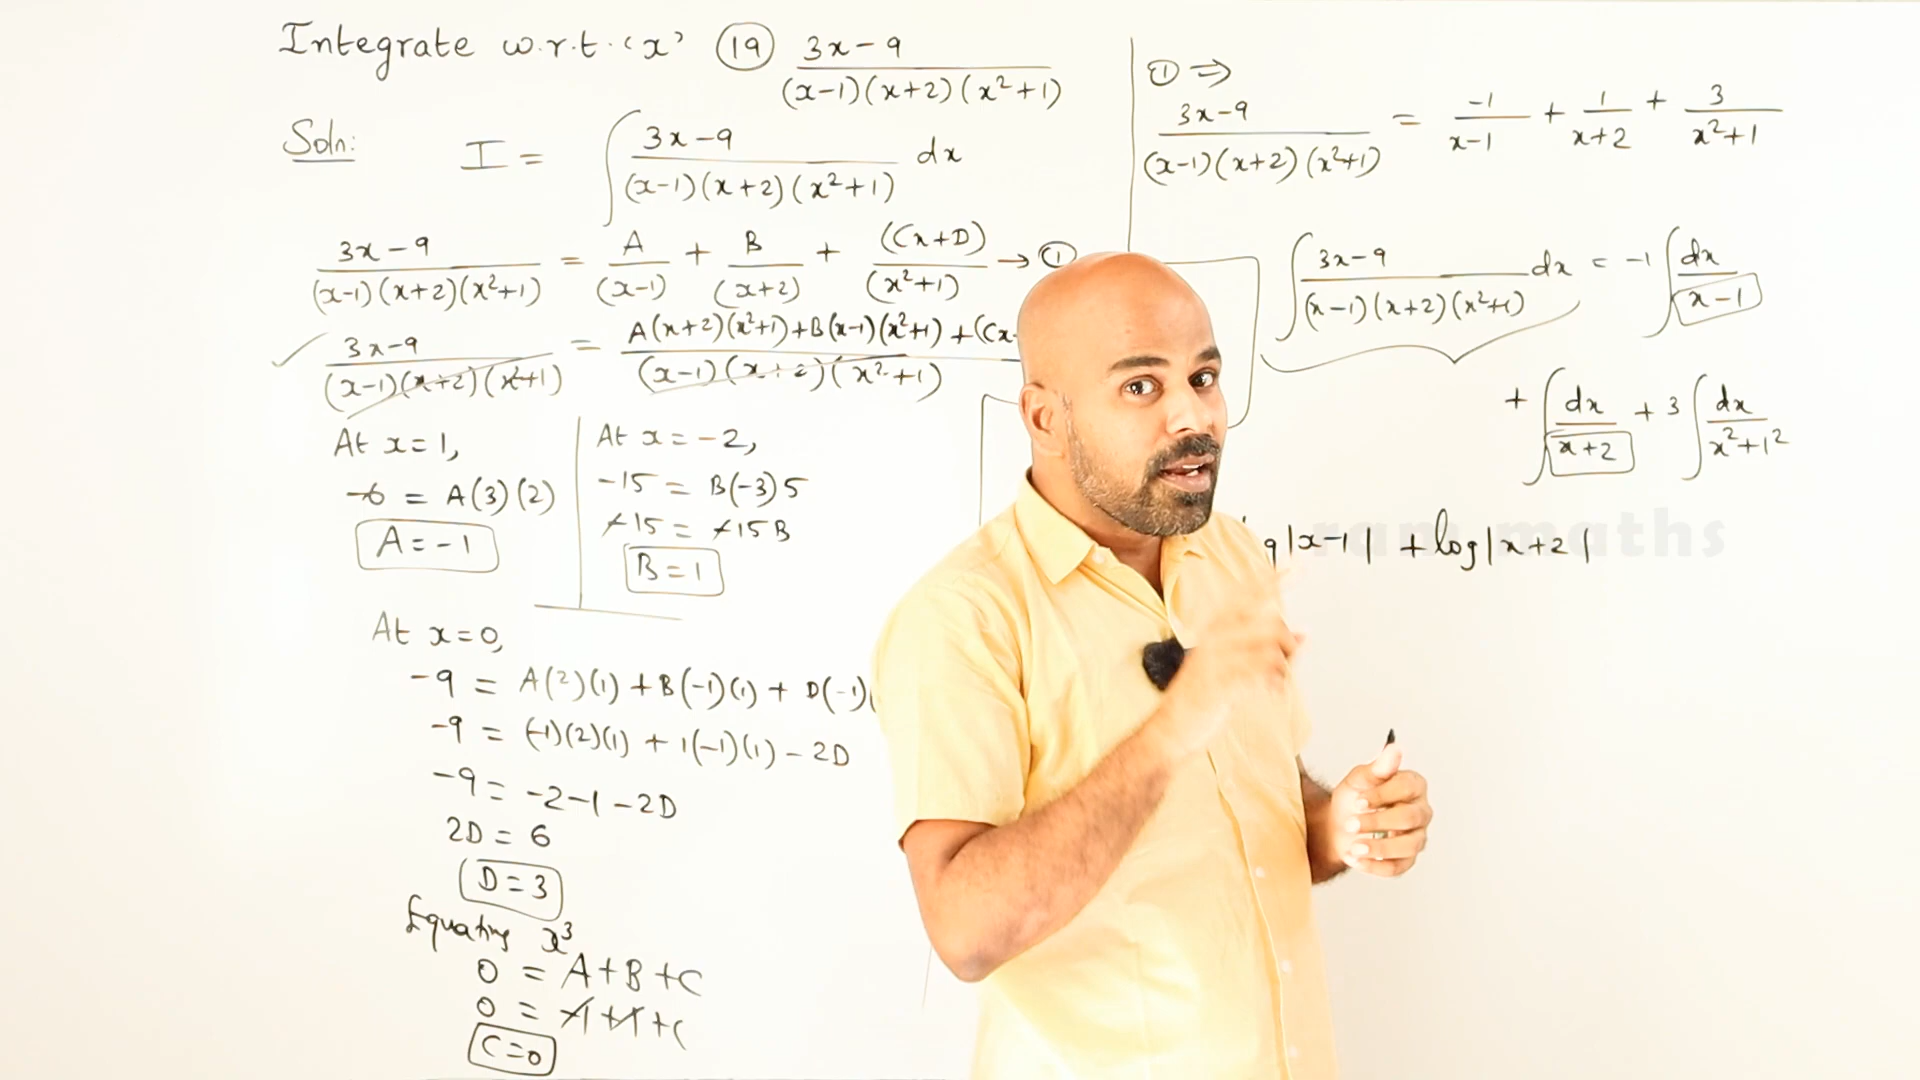 Integrate w.r.t. 'x' (19) 3x-9 / (x-1)(x+2)(x²+1)
Soln: I = ∫ 3x-9 / (x-1)(x+2)(x²+1) dx
3x-9 / (x-1)(x+2)(x²+1) = A / (x-1) + B / (x+2) + (Cx+D) / (x²+1) → ①
✓ 3x-9 / (x-1)(x+2)(x²+1) = A(x+2)(x²+1)+B(x-1)(x²+1)+(Cx / (x-1)(x+2)(x²+1)
At x=1,
-6 = A(3)(2)
A=-1
At x=-2,
-15 = B(-3)5
-15 = -15B
B=1
At x=0,
-9 = A(2)(1)+B(-1)(1)+D(-1)(
-9 = (-1)(2)(1)+1(-1)(1)-2D
-9 = -2-1-2D
2D = 6
D=3
Equating x³
0 = A+B+C
0 = -1+1+C
C=0
① ⇒
3x-9 / (x-1)(x+2)(x²+1) = -1 / x-1 + 1 / x+2 + 3 / x²+1
∫ 3x-9 / (x-1)(x+2)(x²+1) dx = -1 ∫ dx / x-1
+ ∫ dx / x+2 + 3 ∫ dx / x²+1²
g|x-1| +log|x+2|
ram maths